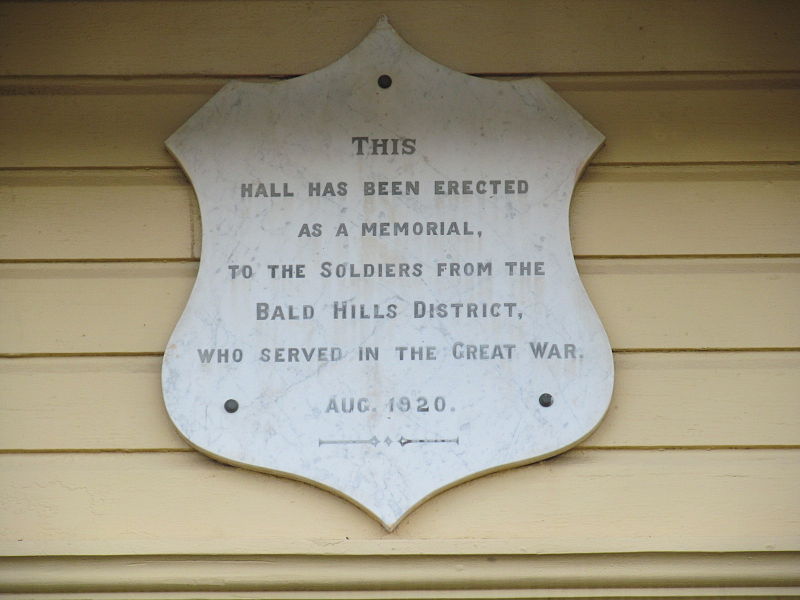 THIS
HALL HAS BEEN ERECTED
AS A MEMORIAL,
TO THE SOLDIERS FROM THE
BALD HILLS DISTRICT,
WHO SERVED IN THE GREAT WAR.
AUG. 1920.